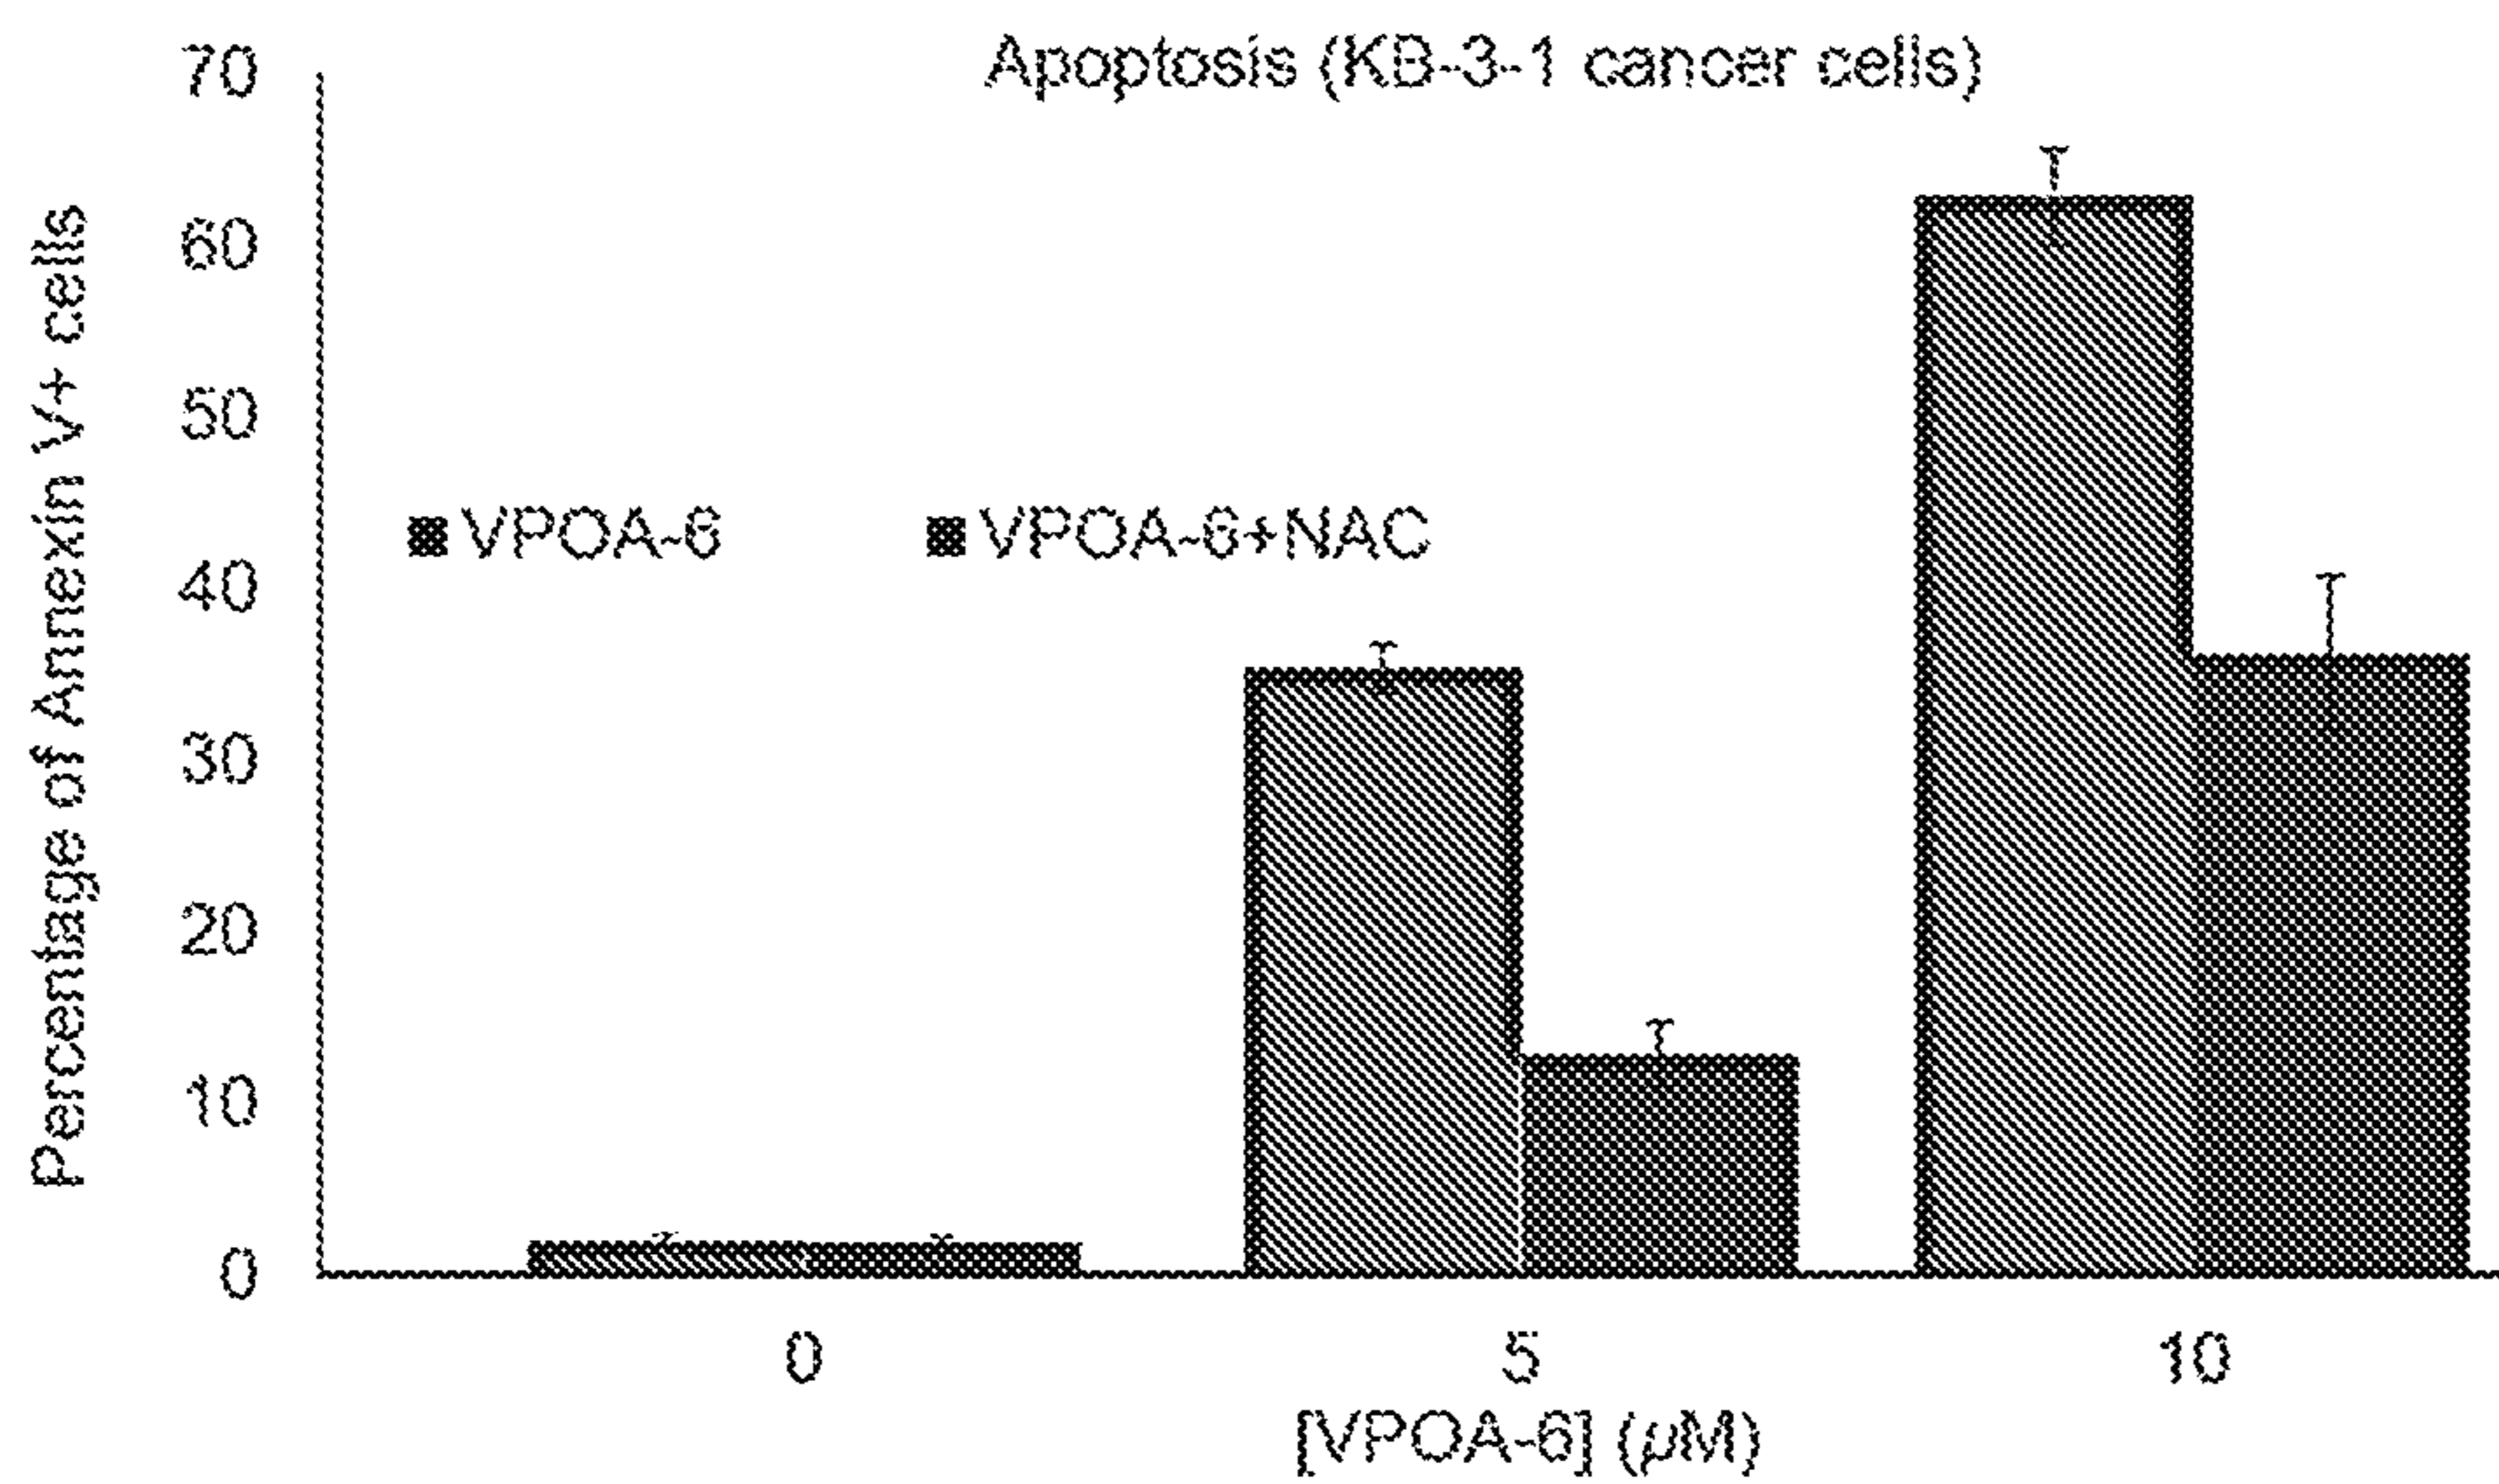 Apoptosis (KB-3-1 cancer cells)
Percentage of Annexin V+ cells
70
60
50
40
30
20
10
0
VPOA-6
VPOA-6+NAC
0
5
10
[VPOA-6] (μM)